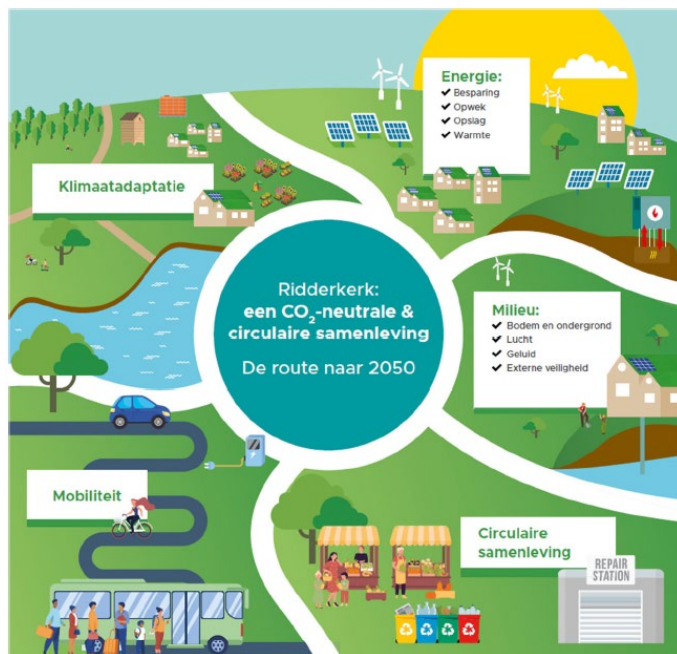 Energie:
✓ Besparing
✓ Opwek
✓ Opslag
✓ Warmte
Klimaatadaptatie
Ridderkerk:
een CO₂-neutrale &
circulaire samenleving
De route naar 2050
Milieu:
✓ Bodem en ondergrond
✓ Lucht
✓ Geluid
✓ Externe veiligheid
Mobiliteit
Circulaire
samenleving
REPAIR
STATION